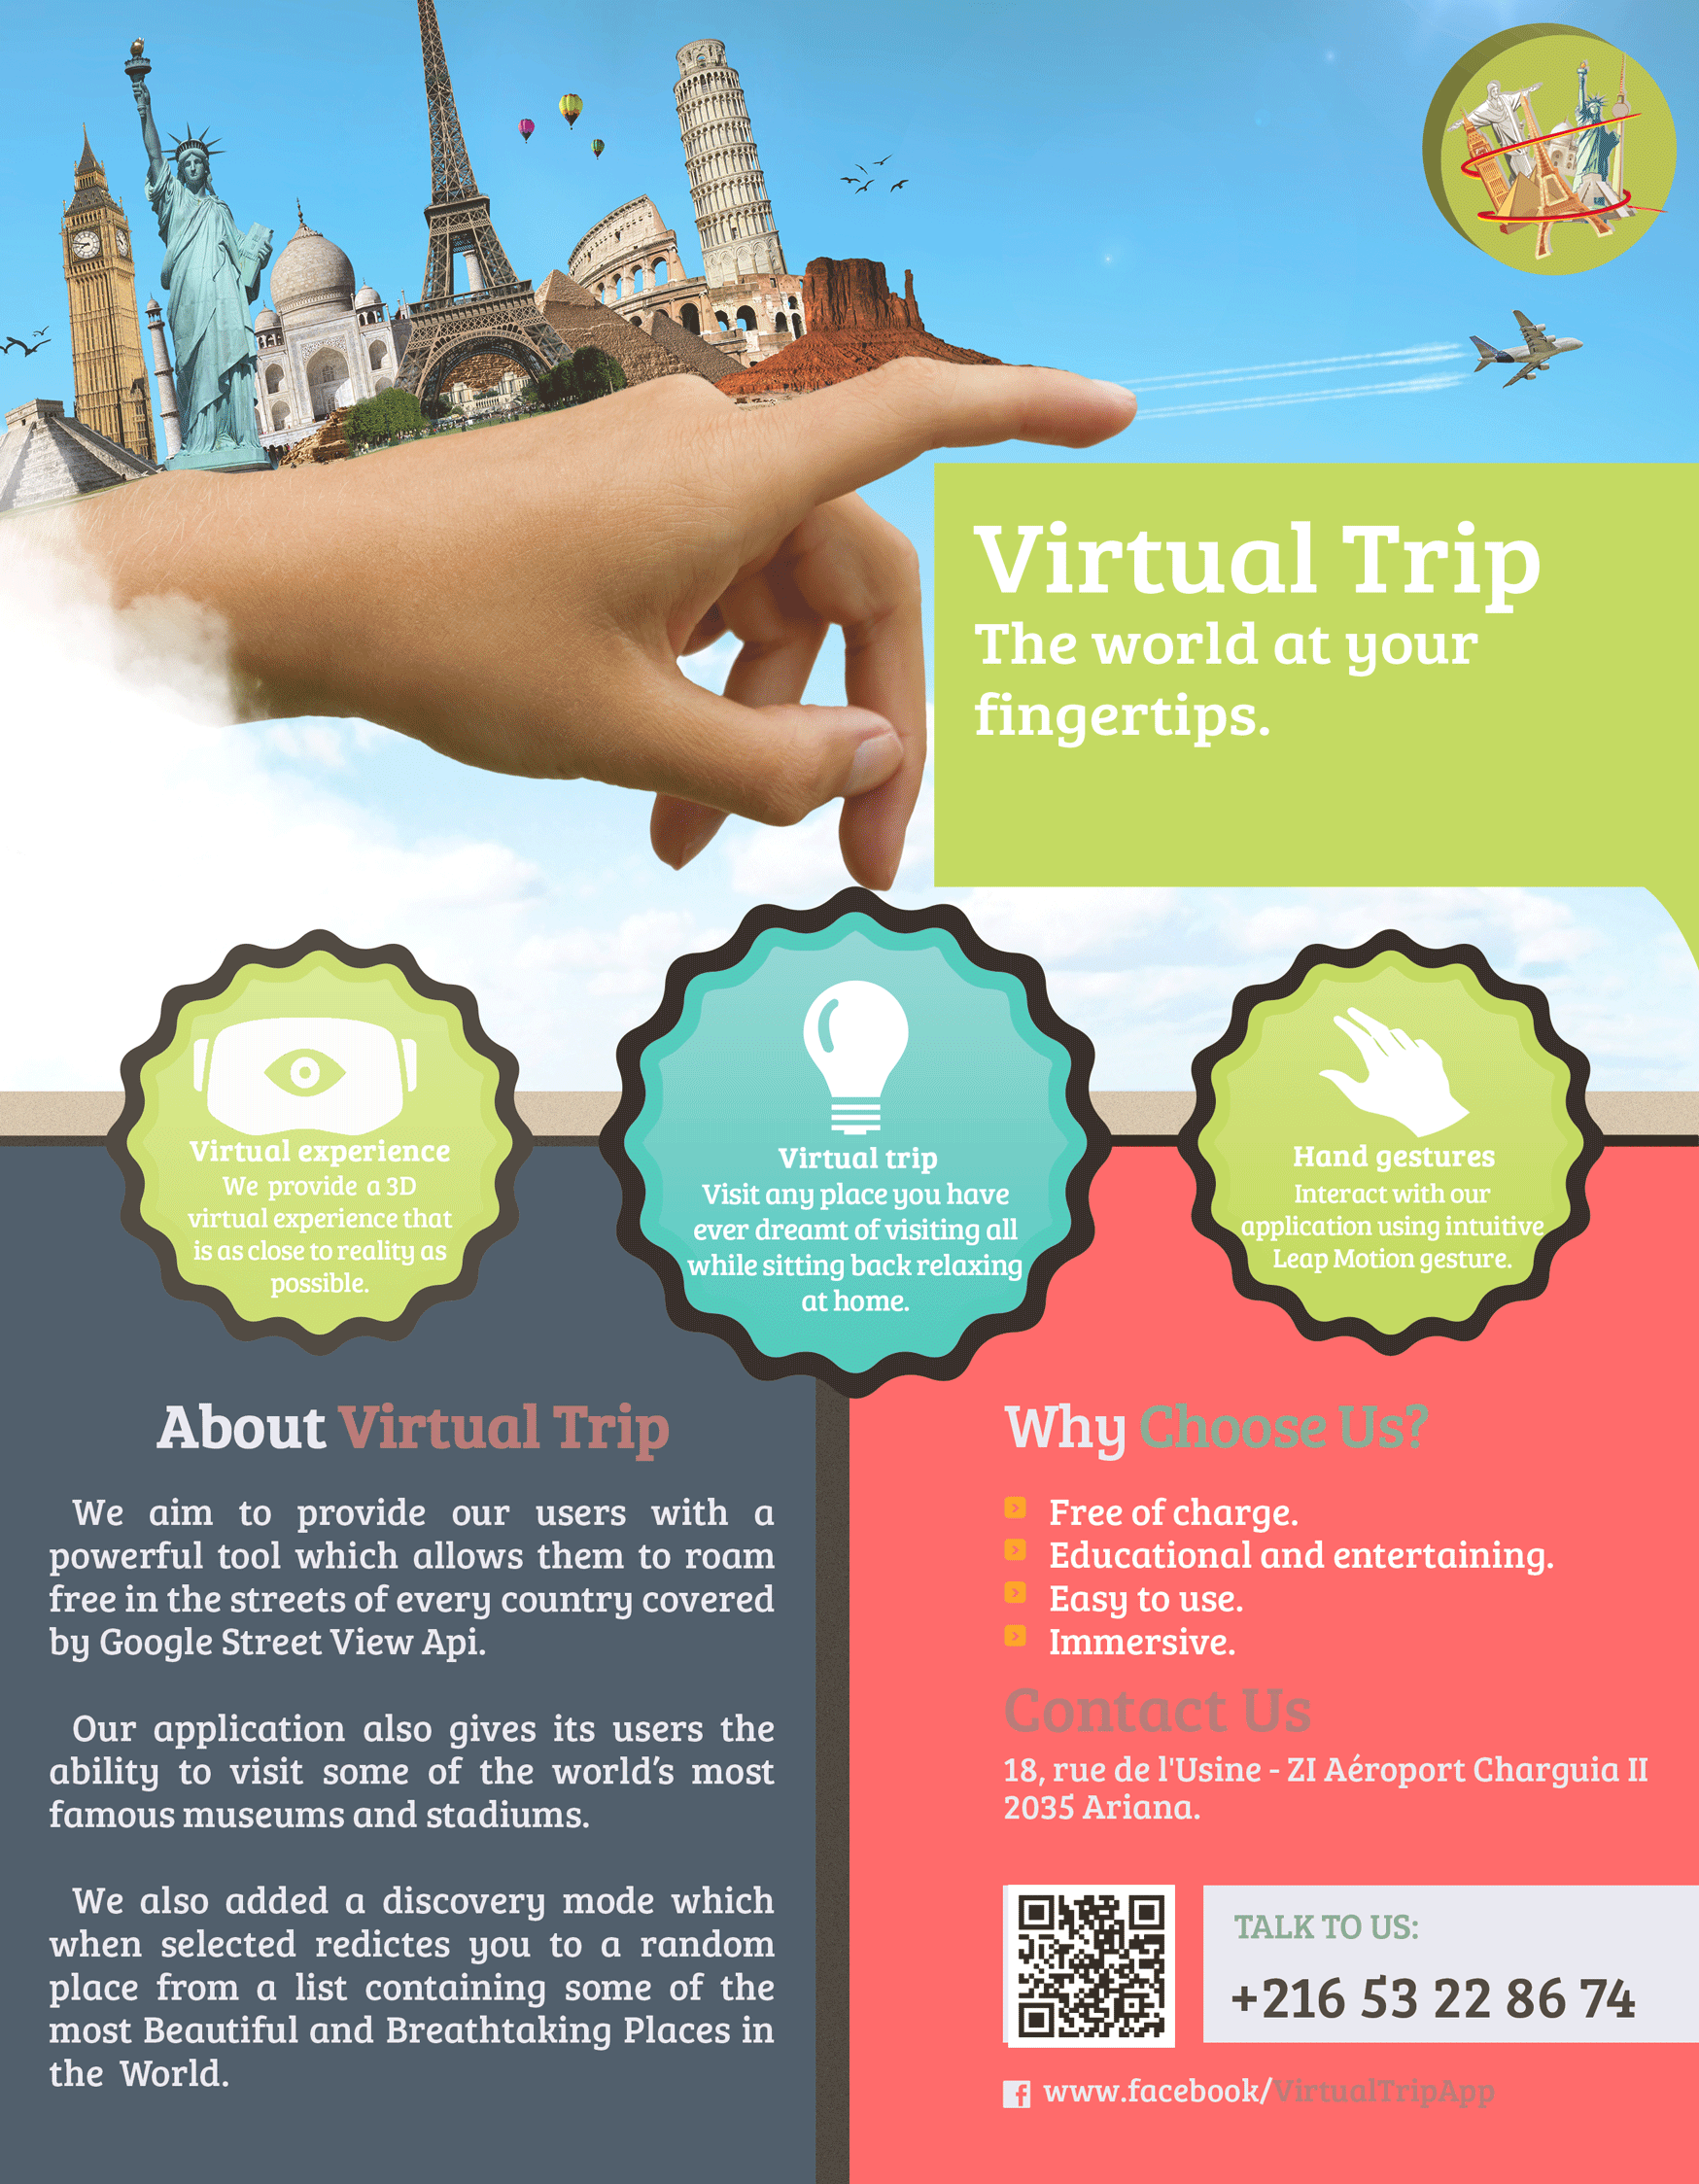 Virtual Trip
The world at your
fingertips.
Virtual experience
We provide a 3D
virtual experience that
is as close to reality as
possible.
Virtual trip
Visit any place you have
ever dreamt of visiting all
while sitting back relaxing
at home.
Hand gestures
Interact with our
application using intuitive
Leap Motion gesture.
About Virtual Trip
We aim to provide our users with a
powerful tool which allows them to roam
free in the streets of every country covered
by Google Street View Api.
Our application also gives its users the
ability to visit some of the world’s most
famous museums and stadiums.
We also added a discovery mode which
when selected redictes you to a random
place from a list containing some of the
most Beautiful and Breathtaking Places in
the World.
Why Choose Us?
Free of charge.
Educational and entertaining.
Easy to use.
Immersive.
Contact Us
18, rue de l'Usine - ZI Aéroport Charguia II
2035 Ariana.
TALK TO US:
+216 53 22 86 74
www.facebook/VirtualTripApp